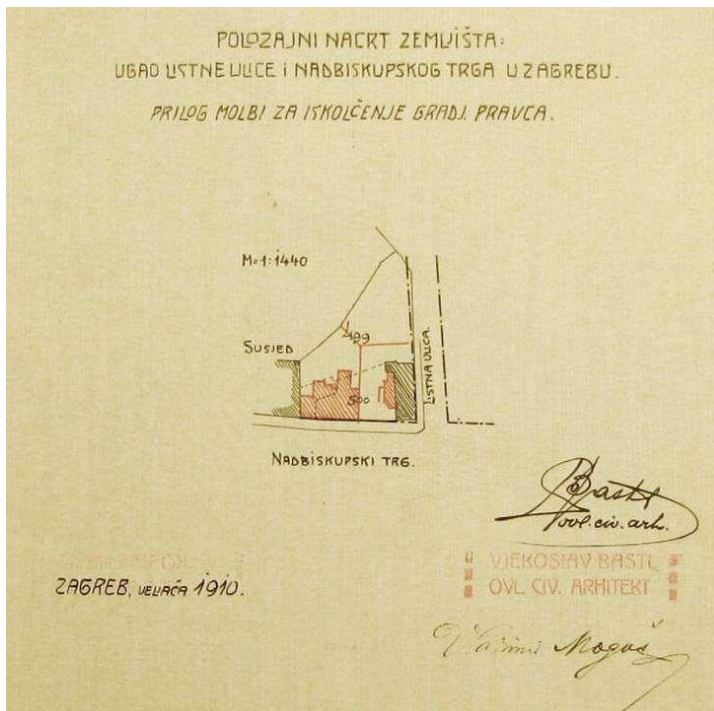 POLOŽAJNI NACRT ZEMLJIŠTA:
UGAO LISTNE ULICE i NADBISKUPSKOG TRGA U ZAGREBU.
PRILOG MOLBI ZA ISKOLČENJE GRADJ. PRAVCA.
M=1:1440
499
SUSJED
500
LISTNA ULICA.
NADBISKUPSKI TRG.
Bastl
ovl. civ. arh.
VJEKOSLAV BASTL,
OVL. CIV. ARHITEKT
ZAGREB, VELJAČA 1910.